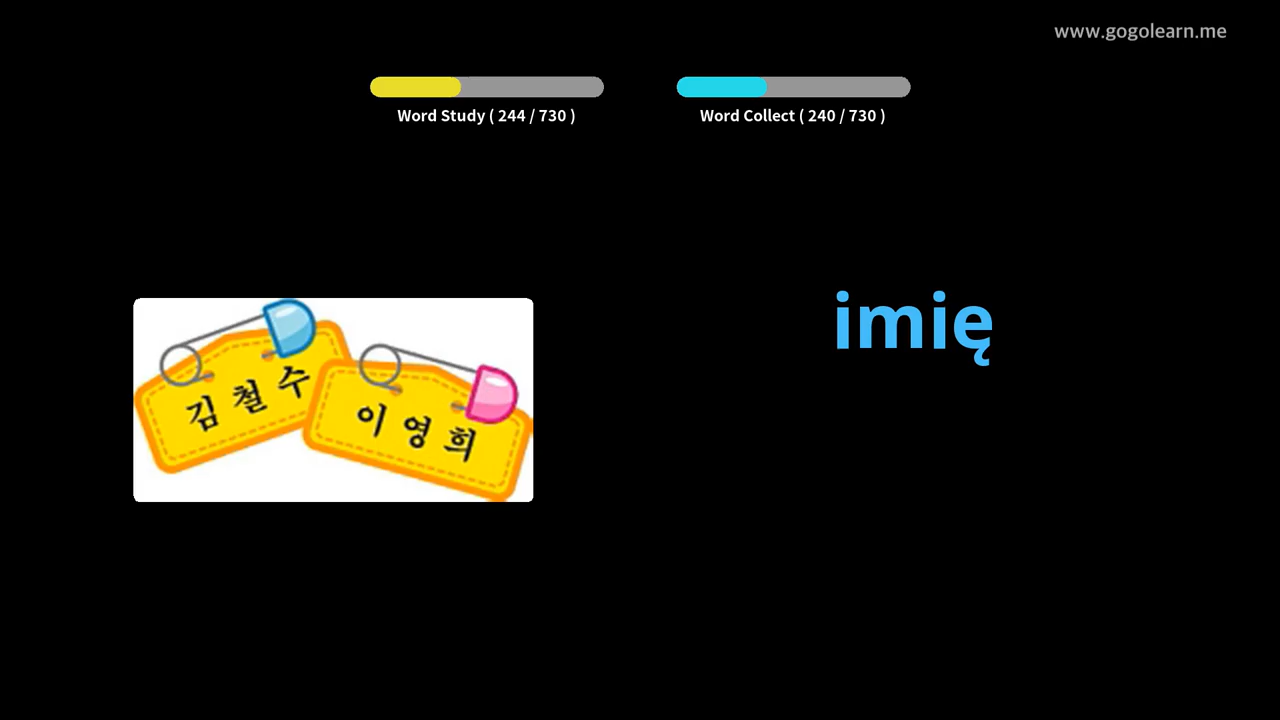 www.gogolearn.me
Word Study ( 244 / 730 )
Word Collect ( 240 / 730 )
imię
김 철 수
이 영 희